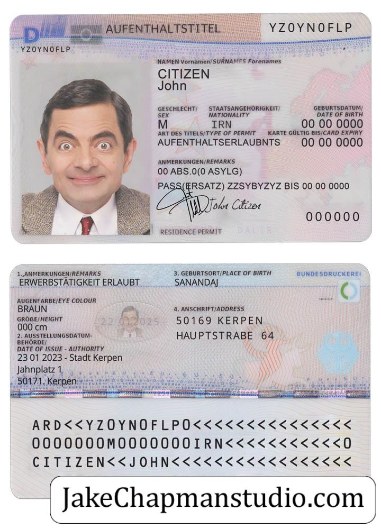 D AUFENTHALTSTITEL YZ0YN0FLP
YZ0YN0FLP
NAMEN Vornamen/SURNAMES Forenames
CITIZEN
John
GESCHLECHT/ STAATSANGEHÖRIGKEIT/ GEBURTSDATUM/
SEX NATIONALITY DATE OF BIRTH
M IRN 00 00 0000
ART DES TITELS/TYPE OF PERMIT KARTE GÜLTIG BIS/CARD EXPIRY
AUFENTHALTSERLAUBNTS 00 00 0000
ANMERKUNGEN/REMARKS
00 ABS.0(0 ASYLG)
PASS(ERSATZ) ZZSYBYZYZ BIS 00 00 0000
John Citizen
000000
RESIDENCE PERMIT
1. ANMERKUNGEN/REMARKS 3. GEBURTSORT/PLACE OF BIRTH BUNDESDRUCKEREI
ERWERBSTÄTIGKEIT ERLAUBT SANANDAJ
AUGENFARBE/EYE COLOUR
BRAUN
GRÖßE/HEIGHT 4. ANSCHRIFT/ADDRESS
000 cm 50169 KERPEN
2. AUSSTELLUNGSDATUM- HAUPTSTRABE 64
BEHÖRDE/
DATE OF ISSUE - AUTHORITY
23 01 2023 - Stadt Kerpen
Jahnplatz 1
50171. Kerpen
ARD<<YZ0YN0FLP0<<<<<<<<<<<<<<<
0000000M0000000IRN<<<<<<<<<<<0
CITIZEN<<JOHN<<<<<<<<<<<<<<<<<
JakeChapmanstudio.com